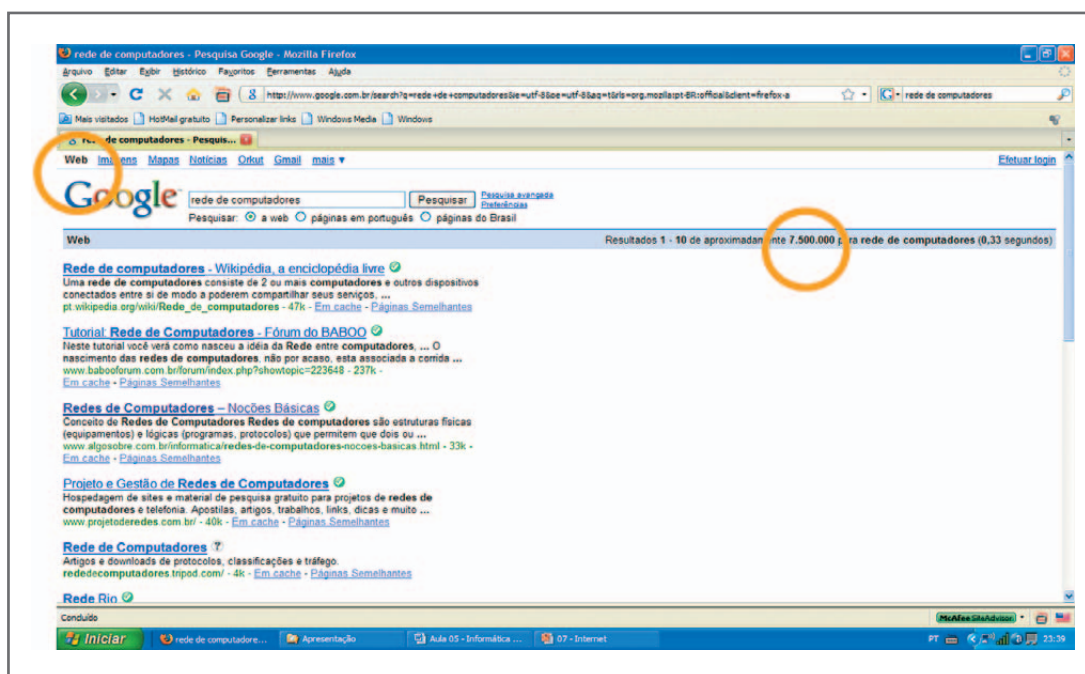 rede de computadores - Pesquisa Google - Mozilla Firefox
Arquivo Editar Exibir Histórico Favoritos Ferramentas Ajuda
http://www.google.com.br/search?q=rede+de+computadores&ie=utf-8&oe=utf-8&aq=t&rls=org.mozilla:pt-BR:official&client=firefox-a rede de computadores
Mais visitados HotMail gratuito Personalizar links Windows Media Windows
de computadores - Pesquis...
Web Imagens Mapas Notícias Orkut Gmail mais ▼ Efetuar login
Google rede de computadores Pesquisar Pesquisa avançada
Preferências
Pesquisar: a web páginas em português páginas do Brasil
Web Resultados 1 - 10 de aproximadamente 7.500.000 para rede de computadores (0,33 segundos)
Rede de computadores - Wikipédia, a enciclopédia livre
Uma rede de computadores consiste de 2 ou mais computadores e outros dispositivos
conectados entre si de modo a poderem compartilhar seus serviços, ...
pt.wikipedia.org/wiki/Rede_de_computadores - 47k - Em cache - Páginas Semelhantes
Tutorial: Rede de Computadores - Fórum do BABOO
Neste tutorial você verá como nasceu a idéia da Rede entre computadores, ... O
nascimento das redes de computadores, não por acaso, esta associada a corrida ...
www.babooforum.com.br/forum/index.php?showtopic=223648 - 237k -
Em cache - Páginas Semelhantes
Redes de Computadores – Nocões Básicas
Conceito de Redes de Computadores Redes de computadores são estruturas físicas
(equipamentos) e lógicas (programas, protocolos) que permitem que dois ou ...
www.algosobre.com.br/informatica/redes-de-computadores-nocoes-basicas.html - 33k -
Em cache - Páginas Semelhantes
Projeto e Gestão de Redes de Computadores
Hospedagem de sites e material de pesquisa gratuito para projetos de redes de
computadores e telefonia. Apostilas, artigos, trabalhos, links, dicas e muito ...
www.projetoderedes.com.br/ - 40k - Em cache - Páginas Semelhantes
Rede de Computadores
Artigos e downloads de protocolos, classificações e tráfego.
rededecomputadores.tripod.com/ - 4k - Em cache - Páginas Semelhantes
Rede Rio
Concluído McAfee SiteAdvisor
Iniciar rede de computadore... Apresentação Aula 05 - Informática ... 07 - Internet PT 23:39